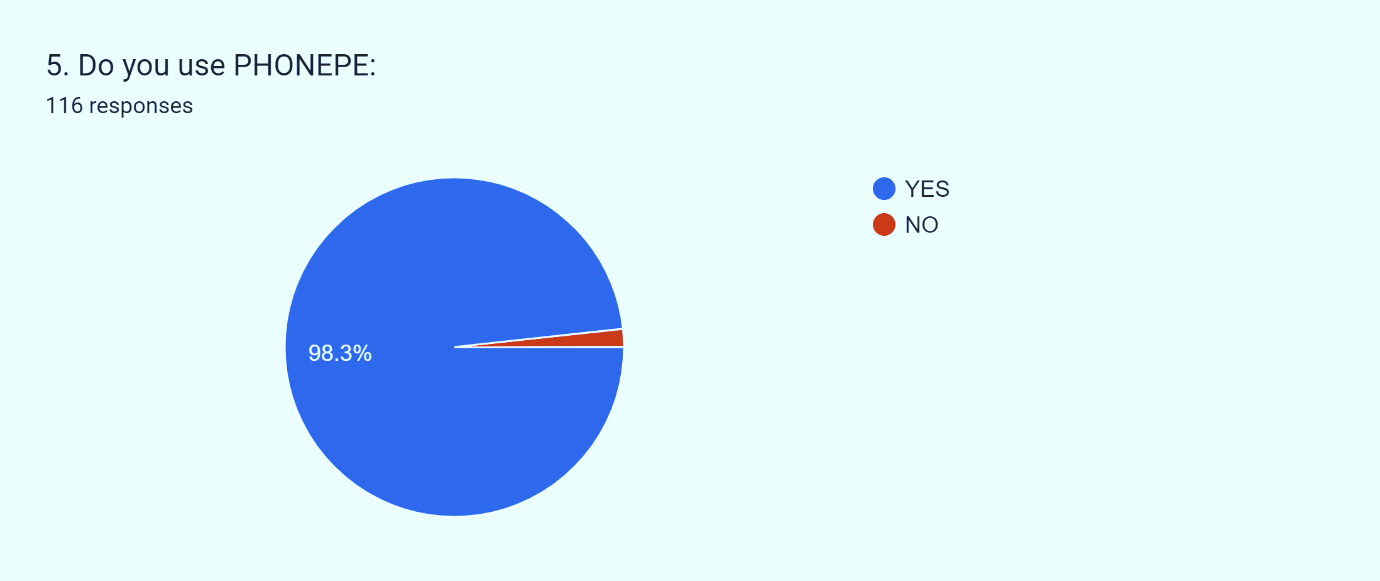 5. Do you use PHONEPE:
116 responses
YES
NO
98.3%